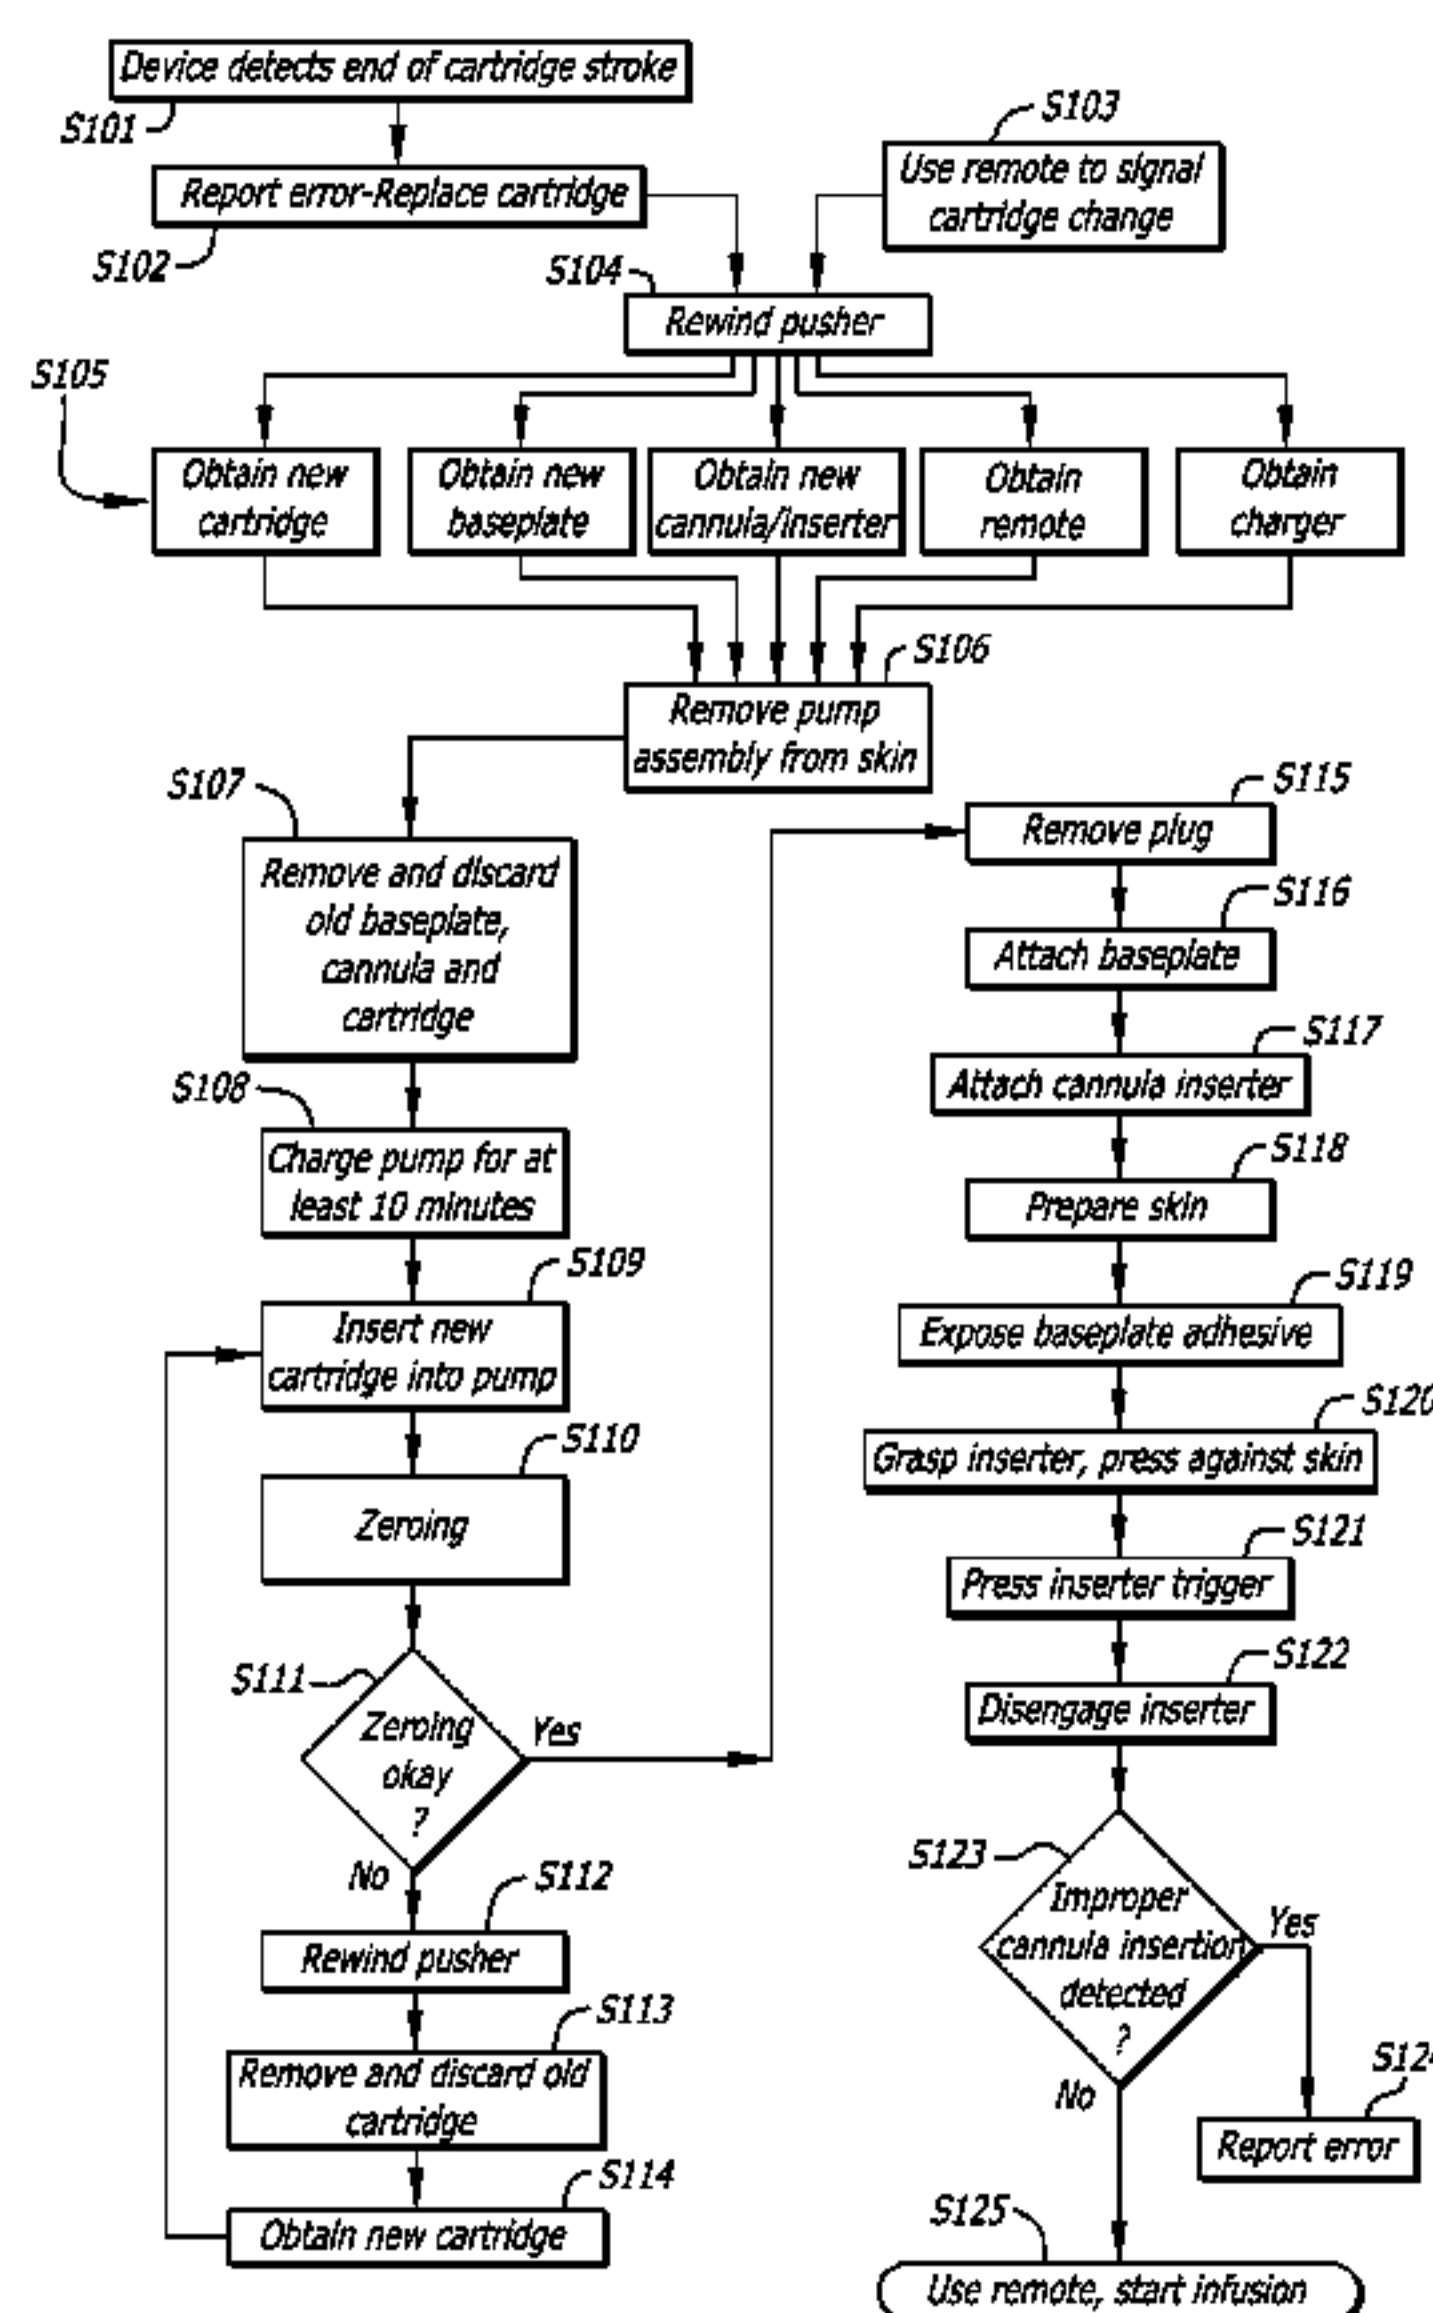 Device detects end of cartridge stroke
S101
S103
Report error-Replace cartridge
Use remote to signal
cartridge change
S102
S104
Rewind pusher
S105
Obtain new
cartridge
Obtain new
baseplate
Obtain new
cannula/inserter
Obtain
remote
Obtain
charger
S106
Remove pump
assembly from skin
S107
Remove and discard
old baseplate,
cannula and
cartridge
S108
Charge pump for at
least 10 minutes
S109
Insert new
cartridge into pump
S110
Zeroing
S111
Zeroing
okay
?
Yes
No
S112
Rewind pusher
S113
Remove and discard old
cartridge
S114
Obtain new cartridge
S115
Remove plug
S116
Attach baseplate
S117
Attach cannula inserter
S118
Prepare skin
S119
Expose baseplate adhesive
S120
Grasp inserter, press against skin
S121
Press inserter trigger
S122
Disengage inserter
S123
Improper
cannula insertion
detected
?
Yes
No
S124
Report error
S125
Use remote, start infusion